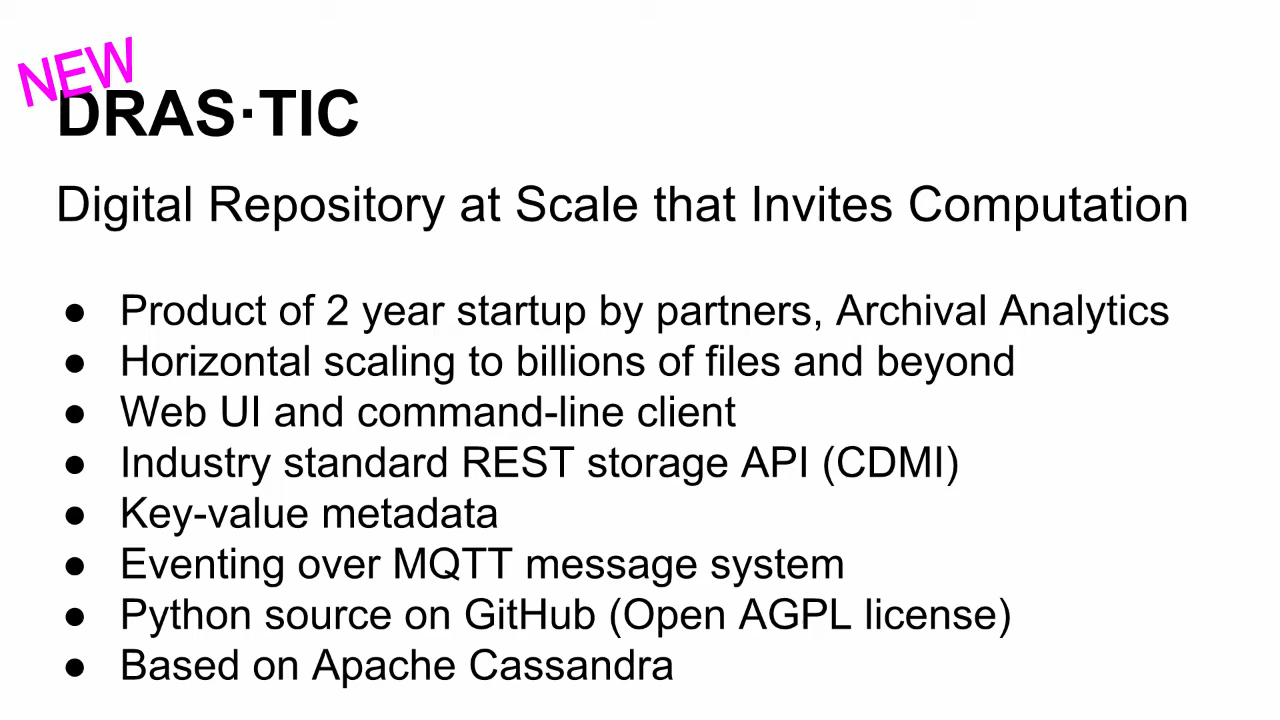 NEW
DRAS·TIC
Digital Repository at Scale that Invites Computation
● Product of 2 year startup by partners, Archival Analytics
● Horizontal scaling to billions of files and beyond
● Web UI and command-line client
● Industry standard REST storage API (CDMI)
● Key-value metadata
● Eventing over MQTT message system
● Python source on GitHub (Open AGPL license)
● Based on Apache Cassandra